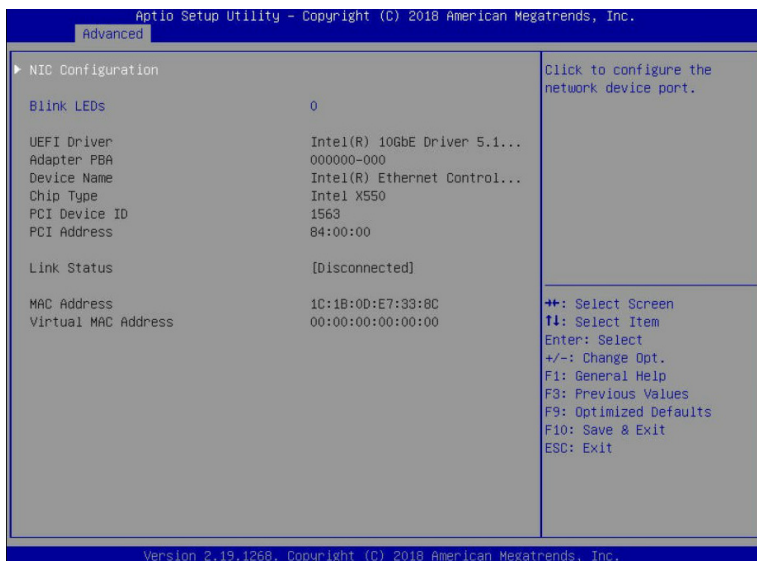 Aptio Setup Utility – Copyright (C) 2018 American Megatrends, Inc.
Advanced
NIC Configuration
Blink LEDs 0
UEFI Driver Intel(R) 10GbE Driver 5.1...
Adapter PBA 000000-000
Device Name Intel(R) Ethernet Control...
Chip Type Intel X550
PCI Device ID 1563
PCI Address 84:00:00
Link Status [Disconnected]
MAC Address 1C:1B:0D:E7:33:8C
Virtual MAC Address 00:00:00:00:00:00
Click to configure the
network device port.
→←: Select Screen
↑↓: Select Item
Enter: Select
+/-: Change Opt.
F1: General Help
F3: Previous Values
F9: Optimized Defaults
F10: Save & Exit
ESC: Exit
Version 2.19.1268. Copyright (C) 2018 American Megatrends, Inc.